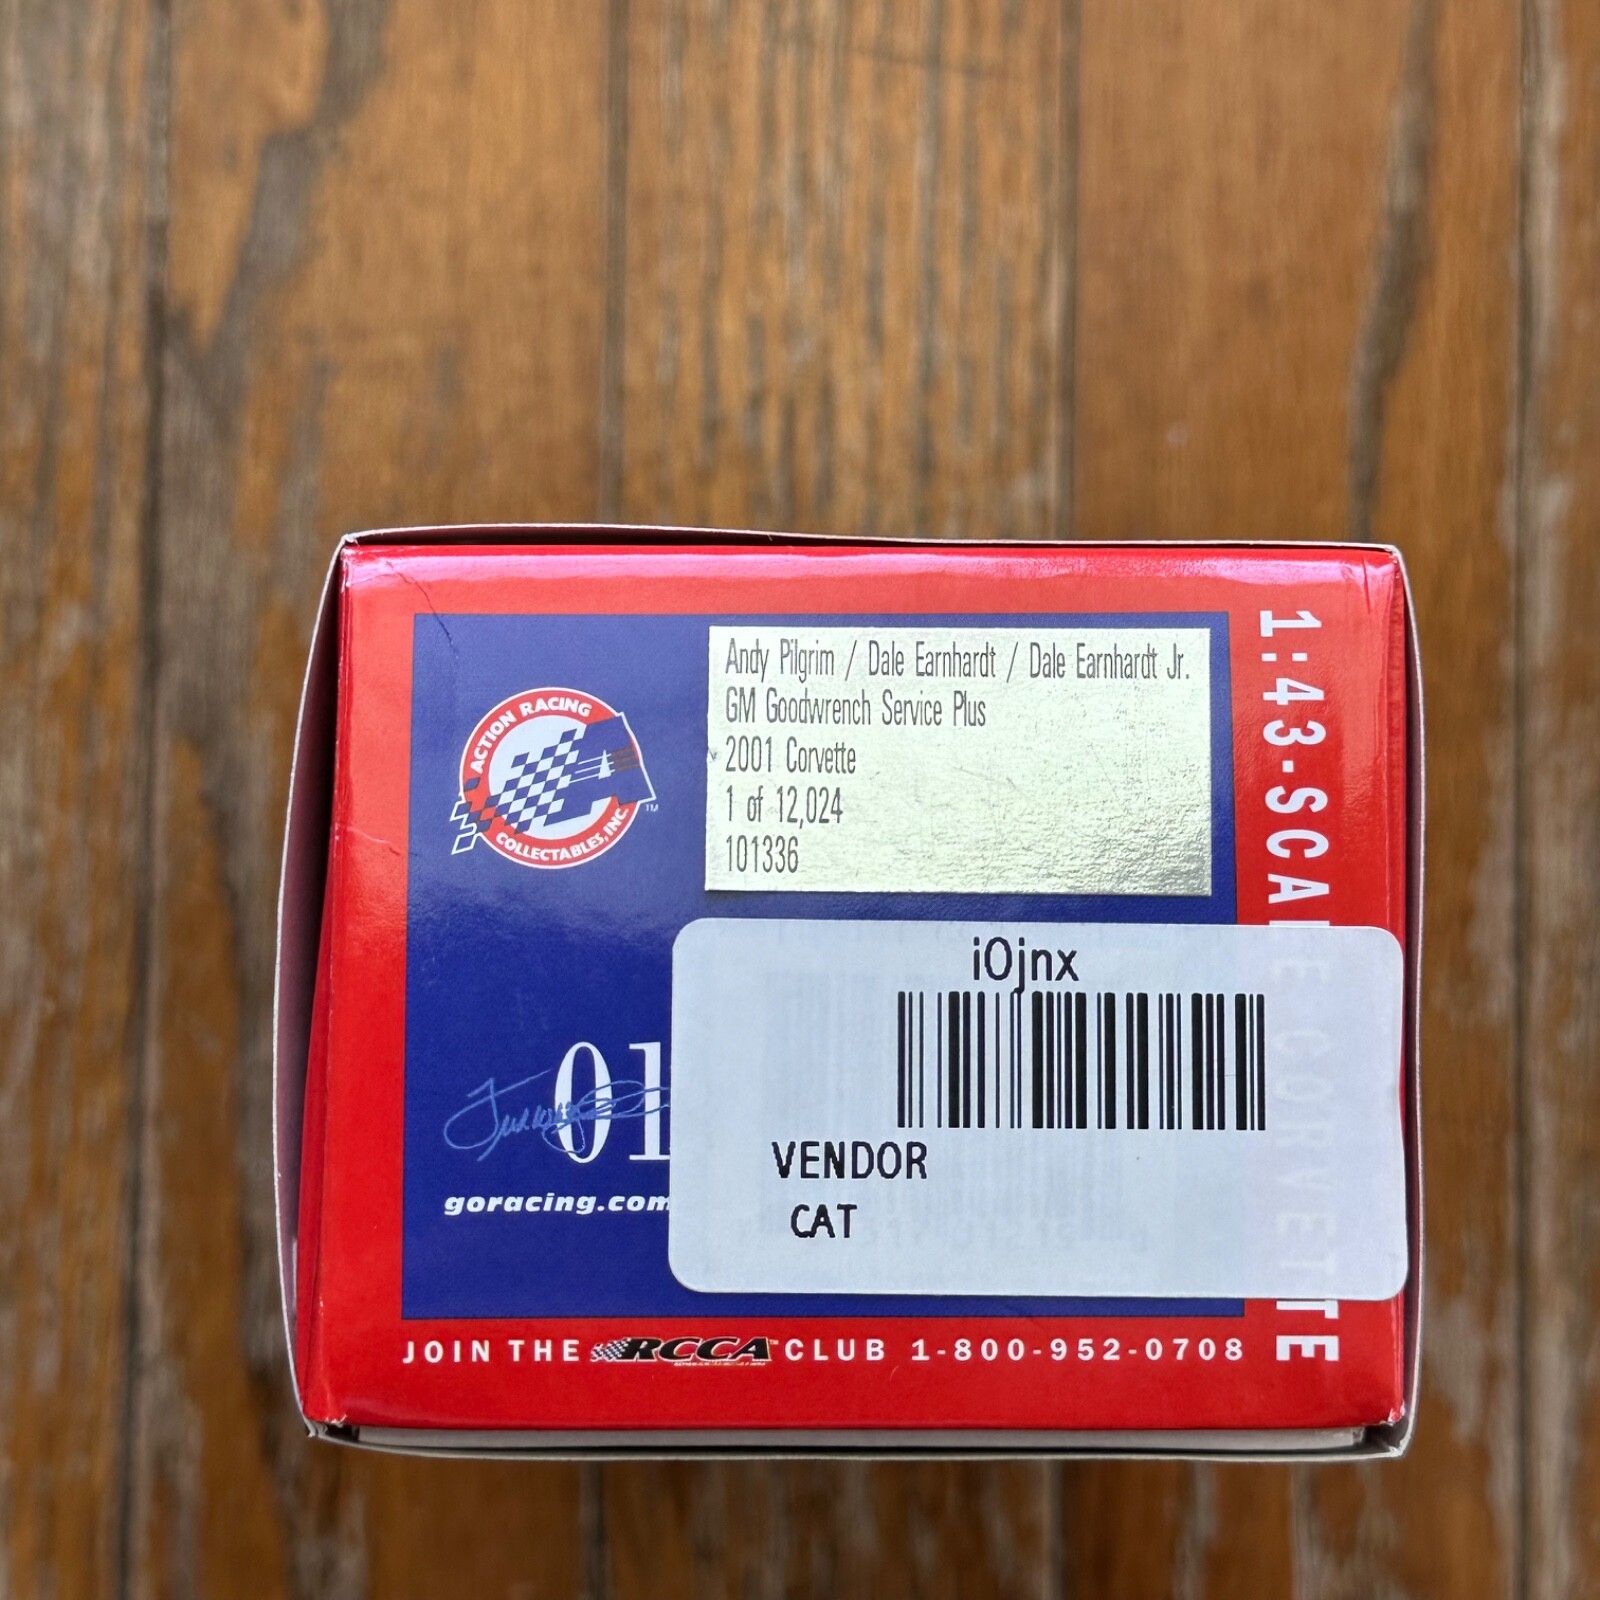 Andy Pilgrim / Dale Earnhardt / Dale Earnhardt Jr.
GM Goodwrench Service Plus
2001 Corvette
1 of 12,024
101336
ACTION RACING
COLLECTABLES, INC.
TM
1:43-SCALE CORVETTE
iOjnx
VENDOR
CAT
01
goracing.com
JOIN THE RCCA CLUB 1-800-952-0708